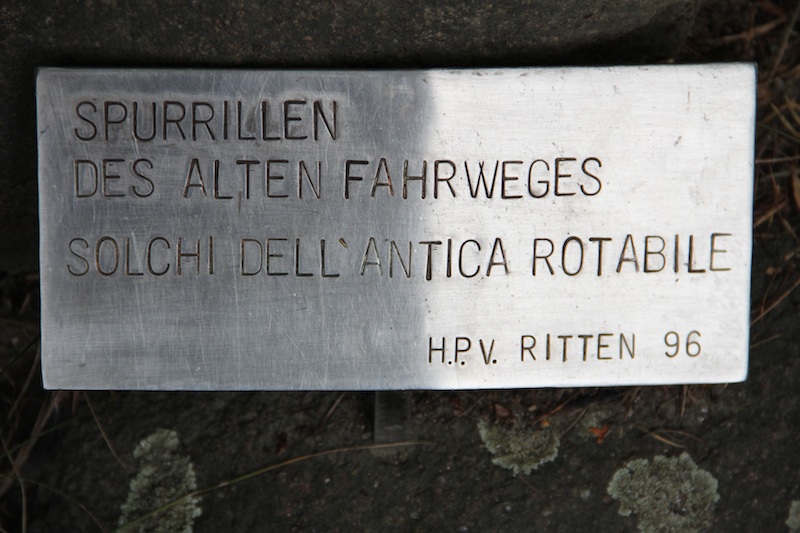 SPURRILLEN
DES ALTEN FAHRWEGES
SOLCHI DELL'ANTICA ROTABILE
H.P.V. RITTEN 96